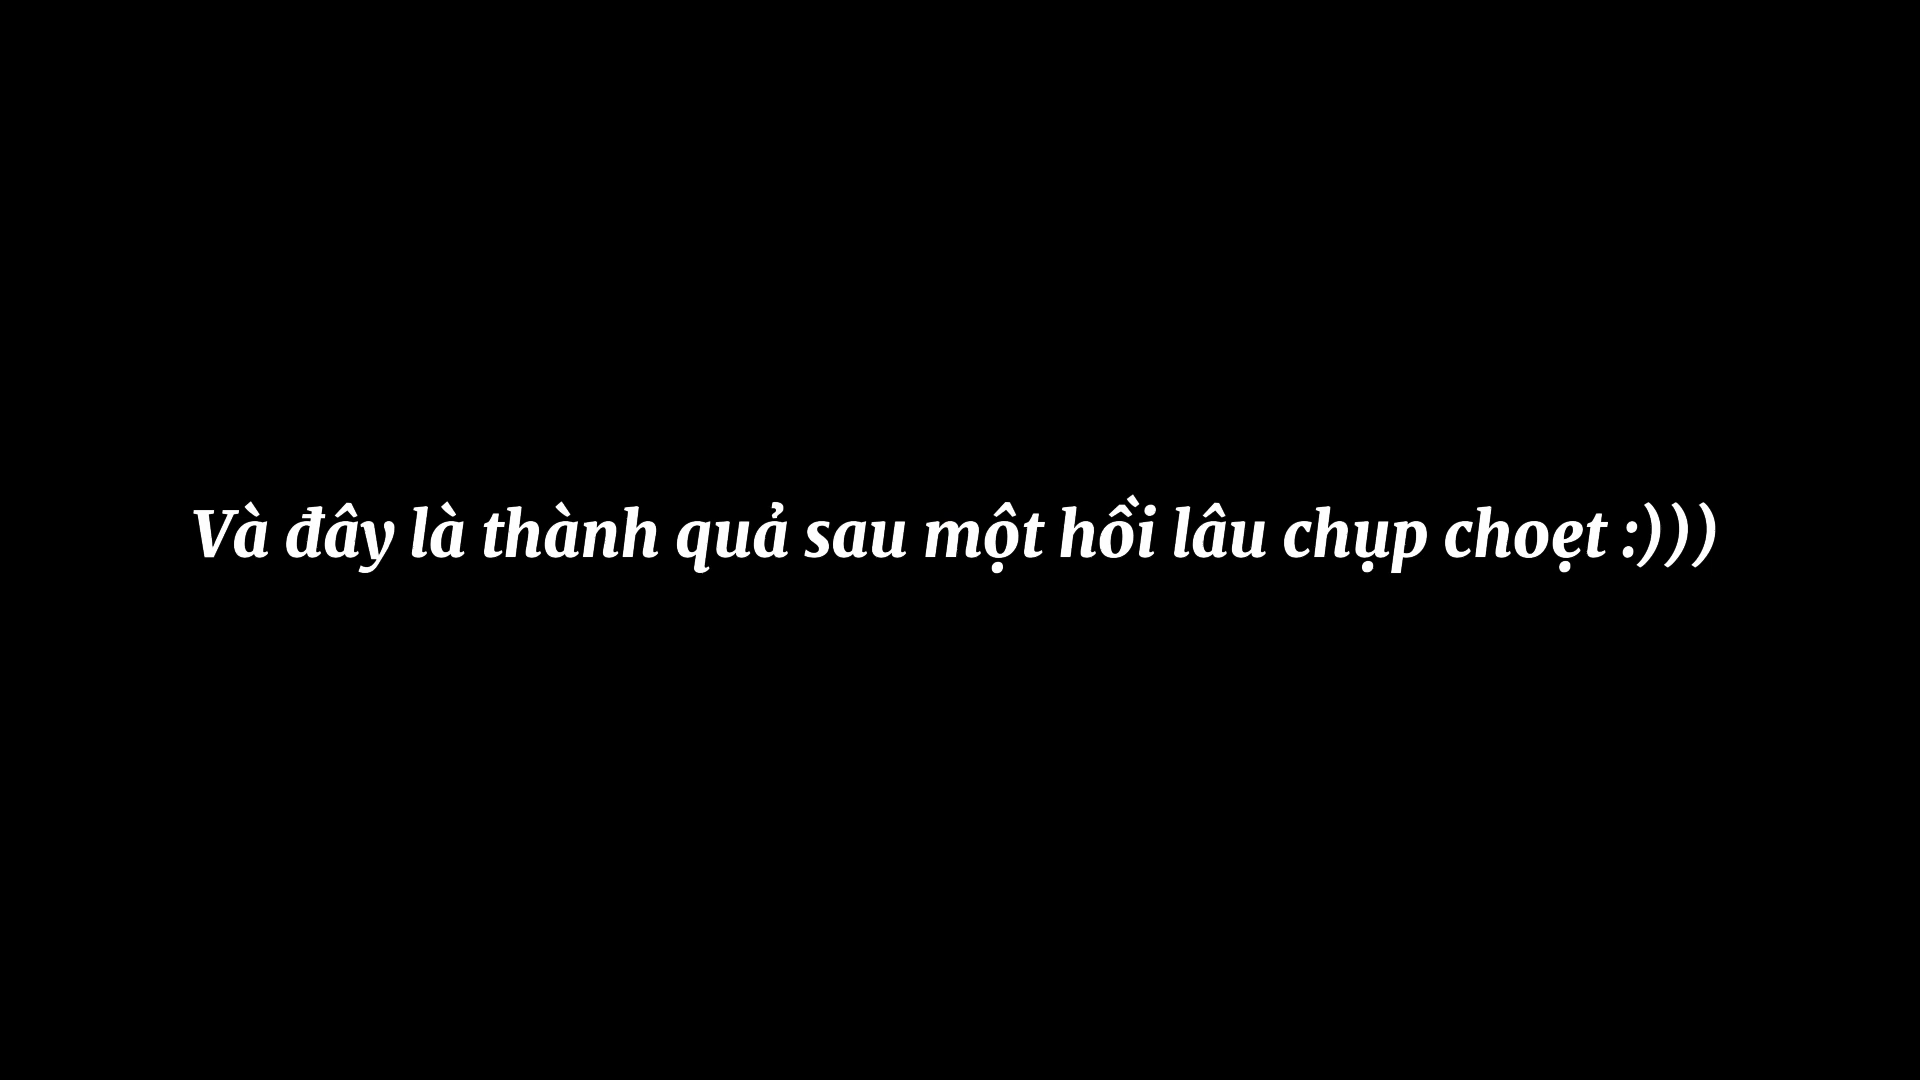 Và đây là thành quả sau một hồi lâu chụp choẹt :)))